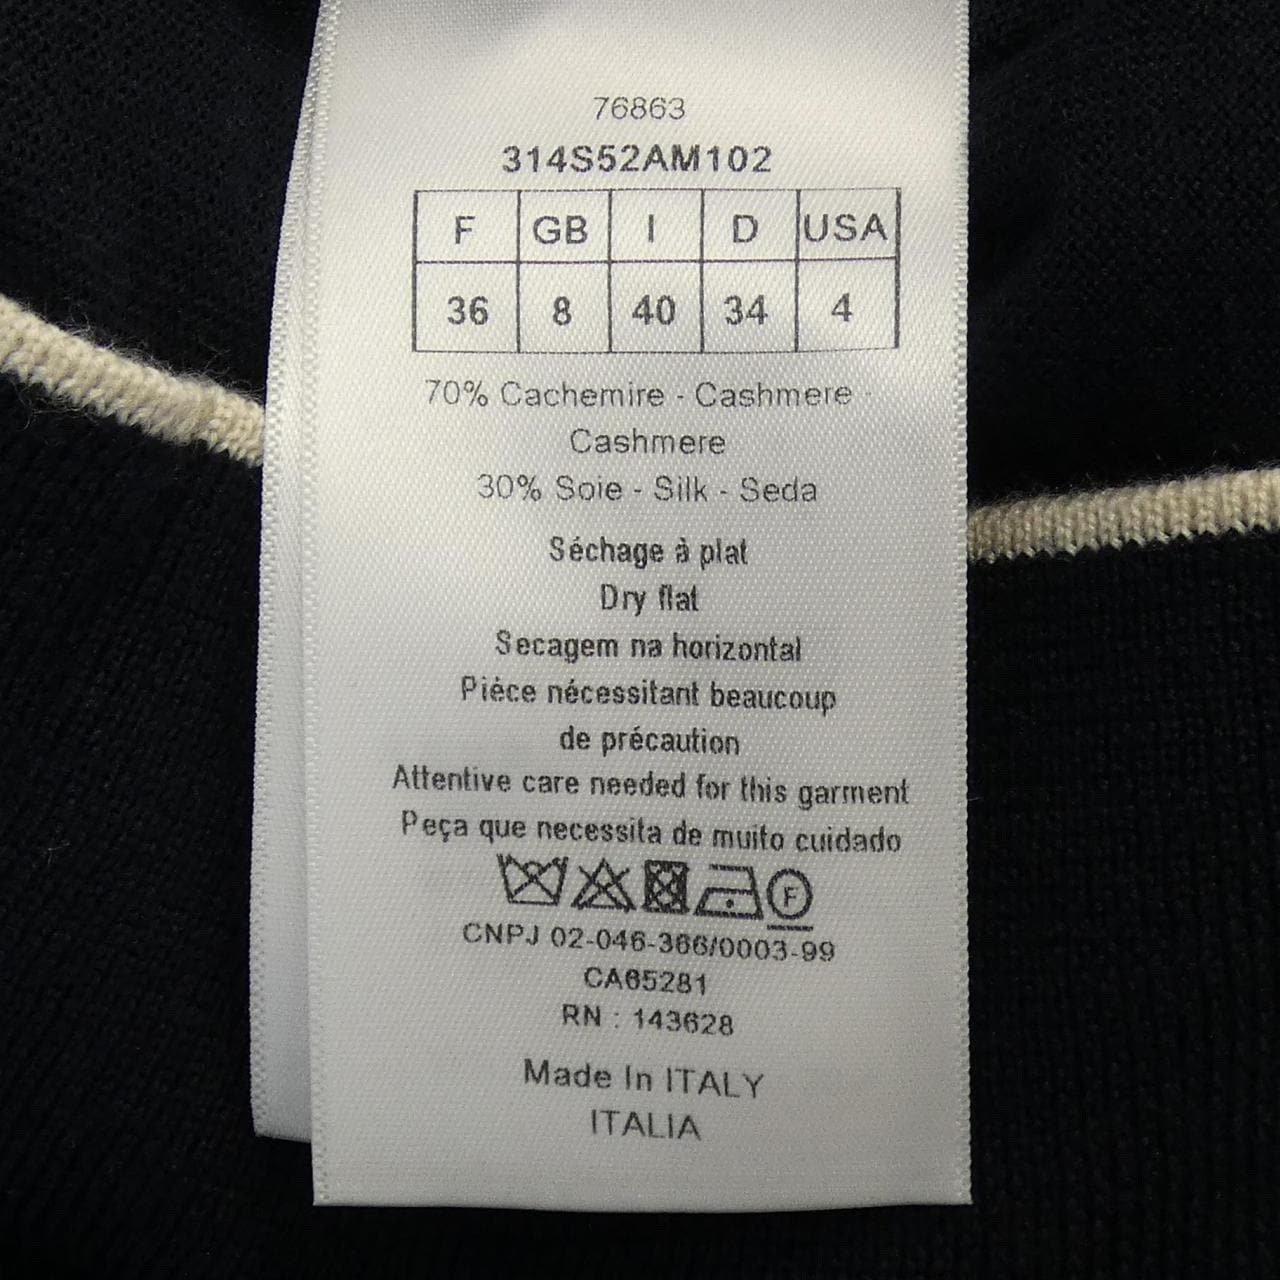 76863
314S52AM102
F GB I D USA
36 8 40 34 4
70% Cachemire - Cashmere -
Cashmere
30% Soie - Silk - Seda
Séchage à plat
Dry flat
Secagem na horizontal
Pièce nécessitant beaucoup
de précaution
Attentive care needed for this garment
Peça que necessita de muito cuidado
F
CNPJ 02-046-366/0003-99
CA65281
RN : 143628
Made In ITALY
ITALIA